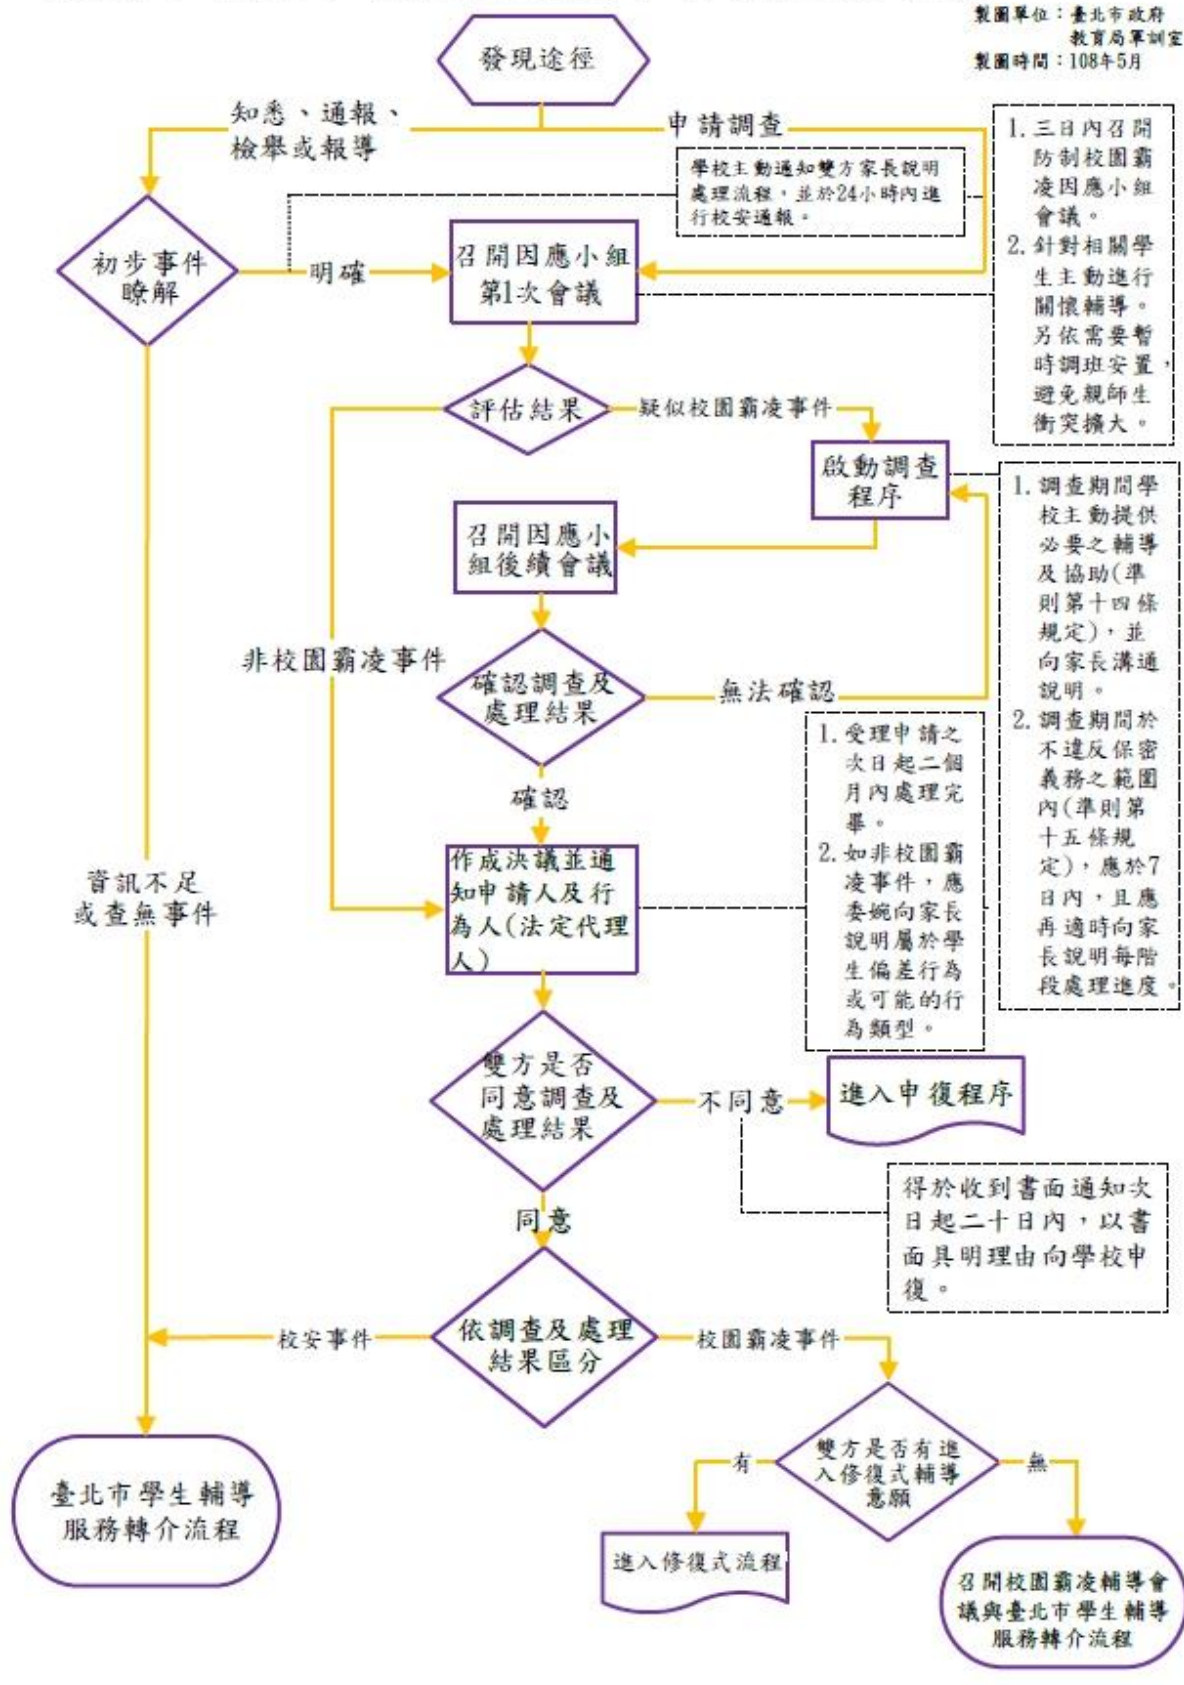 製圖單位：臺北市政府
教育局軍訓室
製圖時間：108年5月
發現途徑
知悉、通報、
檢舉或報導
申請調查
學校主動通知雙方家長說明
處理流程，並於24小時內進
行校安通報。
1. 三日內召開
防制校園霸
凌因應小組
會議。
2. 針對相關學
生主動進行
關懷輔導。
另依需要暫
時調班安置，
避免親師生
衝突擴大。
初步事件
瞭解
明確
召開因應小組
第1次會議
評估結果
疑似校園霸凌事件
啟動調查
程序
1. 調查期間學
校主動提供
必要之輔導
及協助(準
則第十四條
規定)，並
向家長溝通
說明。
2. 調查期間於
不違反保密
義務之範圍
內(準則第
十五條規
定)，應於7
日內，且應
再適時向家
長說明每階
段處理進度。
召開因應小
組後續會議
非校園霸凌事件
確認調查及
處理結果
無法確認
確認
1. 受理申請之
次日起二個
月內處理完
畢。
2. 如非校園霸
凌事件，應
委婉向家長
說明屬於學
生偏差行為
或可能的行
為類型。
作成決議並通
知申請人及行
為人(法定代理
人)
資訊不足
或查無事件
雙方是否
同意調查及
處理結果
不同意
進入申復程序
得於收到書面通知次
日起二十日內，以書
面具明理由向學校申
復。
同意
依調查及處理
結果區分
校安事件
校園霸凌事件
雙方是否有進
入修復式輔導
意願
有
無
臺北市學生輔導
服務轉介流程
進入修復式流程
召開校園霸凌輔導會
議與臺北市學生輔導
服務轉介流程